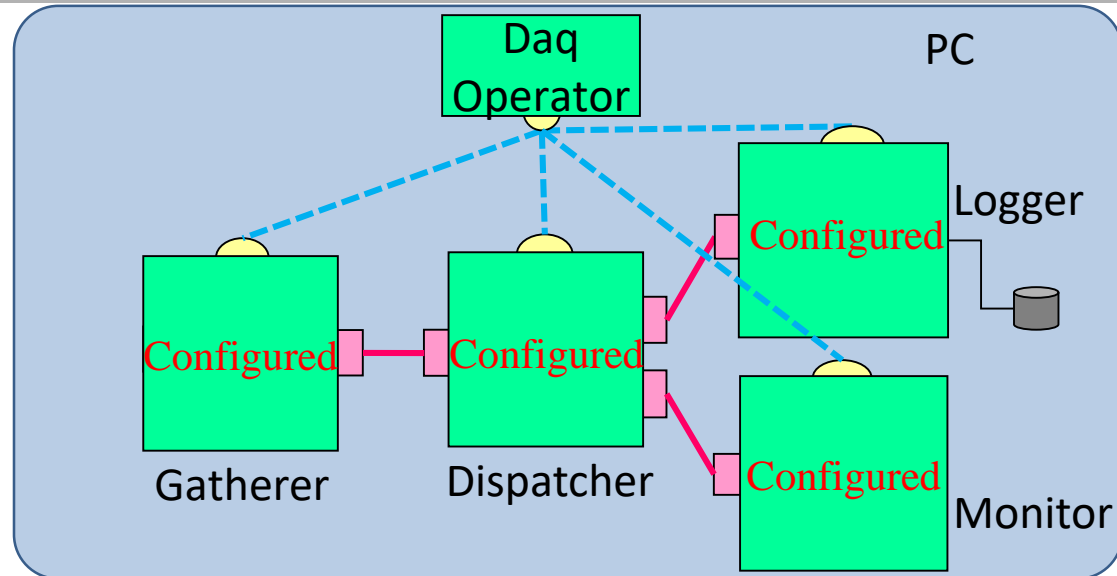 Daq
Operator
PC
Configured
Logger
Configured
Configured
Gatherer
Dispatcher
Configured
Monitor